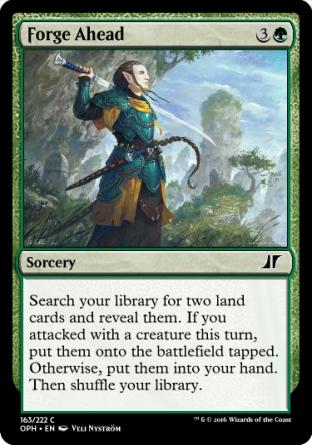 Forge Ahead 3
Sorcery
Search your library for two land
cards and reveal them. If you
attacked with a creature this turn,
put them onto the battlefield tapped.
Otherwise, put them into your hand.
Then shuffle your library.
163/222 C
OPH • EN Veli Nyström
™ & © 2016 Wizards of the Coast